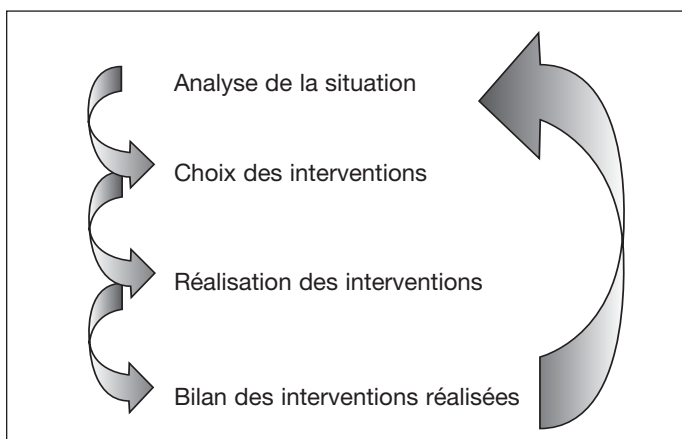 Analyse de la situation
Choix des interventions
Réalisation des interventions
Bilan des interventions réalisées